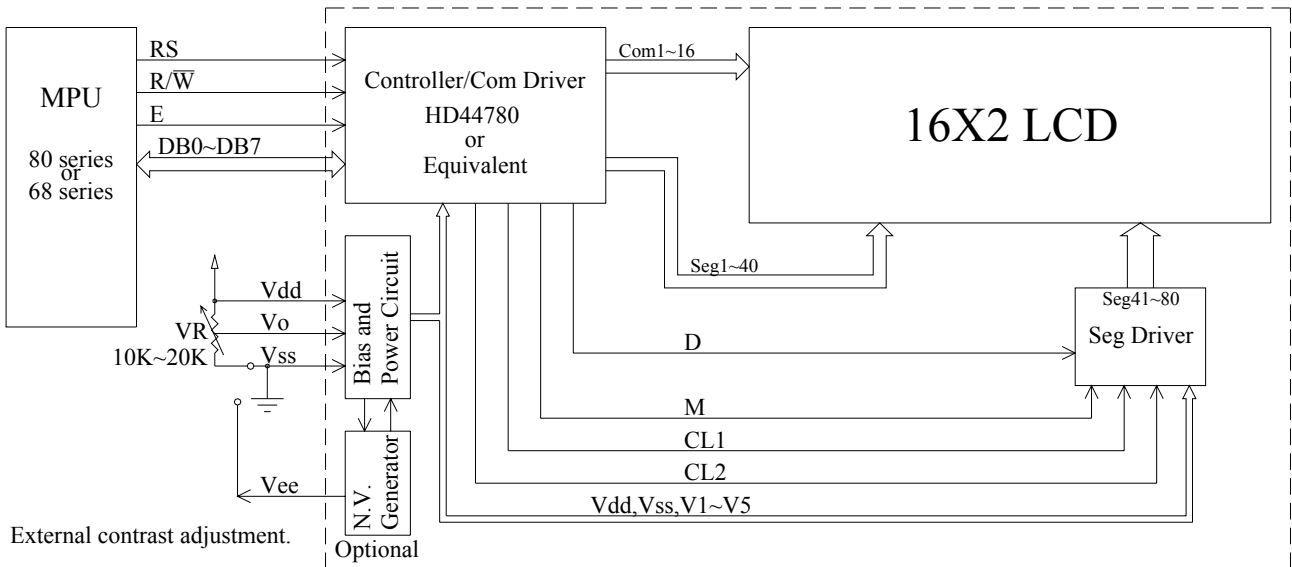 MPU
80 series
or
68 series
RS
R/W̅
E
DB0~DB7
Controller/Com Driver
HD44780
or
Equivalent
Com1~16
16X2 LCD
Seg1~40
Seg41~80
Seg Driver
Vdd
Vo
VR
10K~20K
Vss
Bias and
Power Circuit
D
M
CL1
CL2
Vdd,Vss,V1~V5
Vee
N.V.
Generator
Optional
External contrast adjustment.